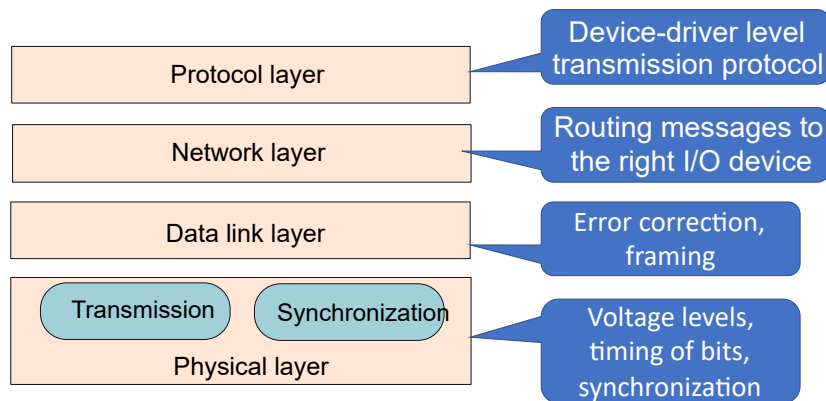 Protocol layer
Device-driver level
transmission protocol
Network layer
Routing messages to
the right I/O device
Data link layer
Error correction,
framing
Transmission
Synchronization
Physical layer
Voltage levels,
timing of bits,
synchronization